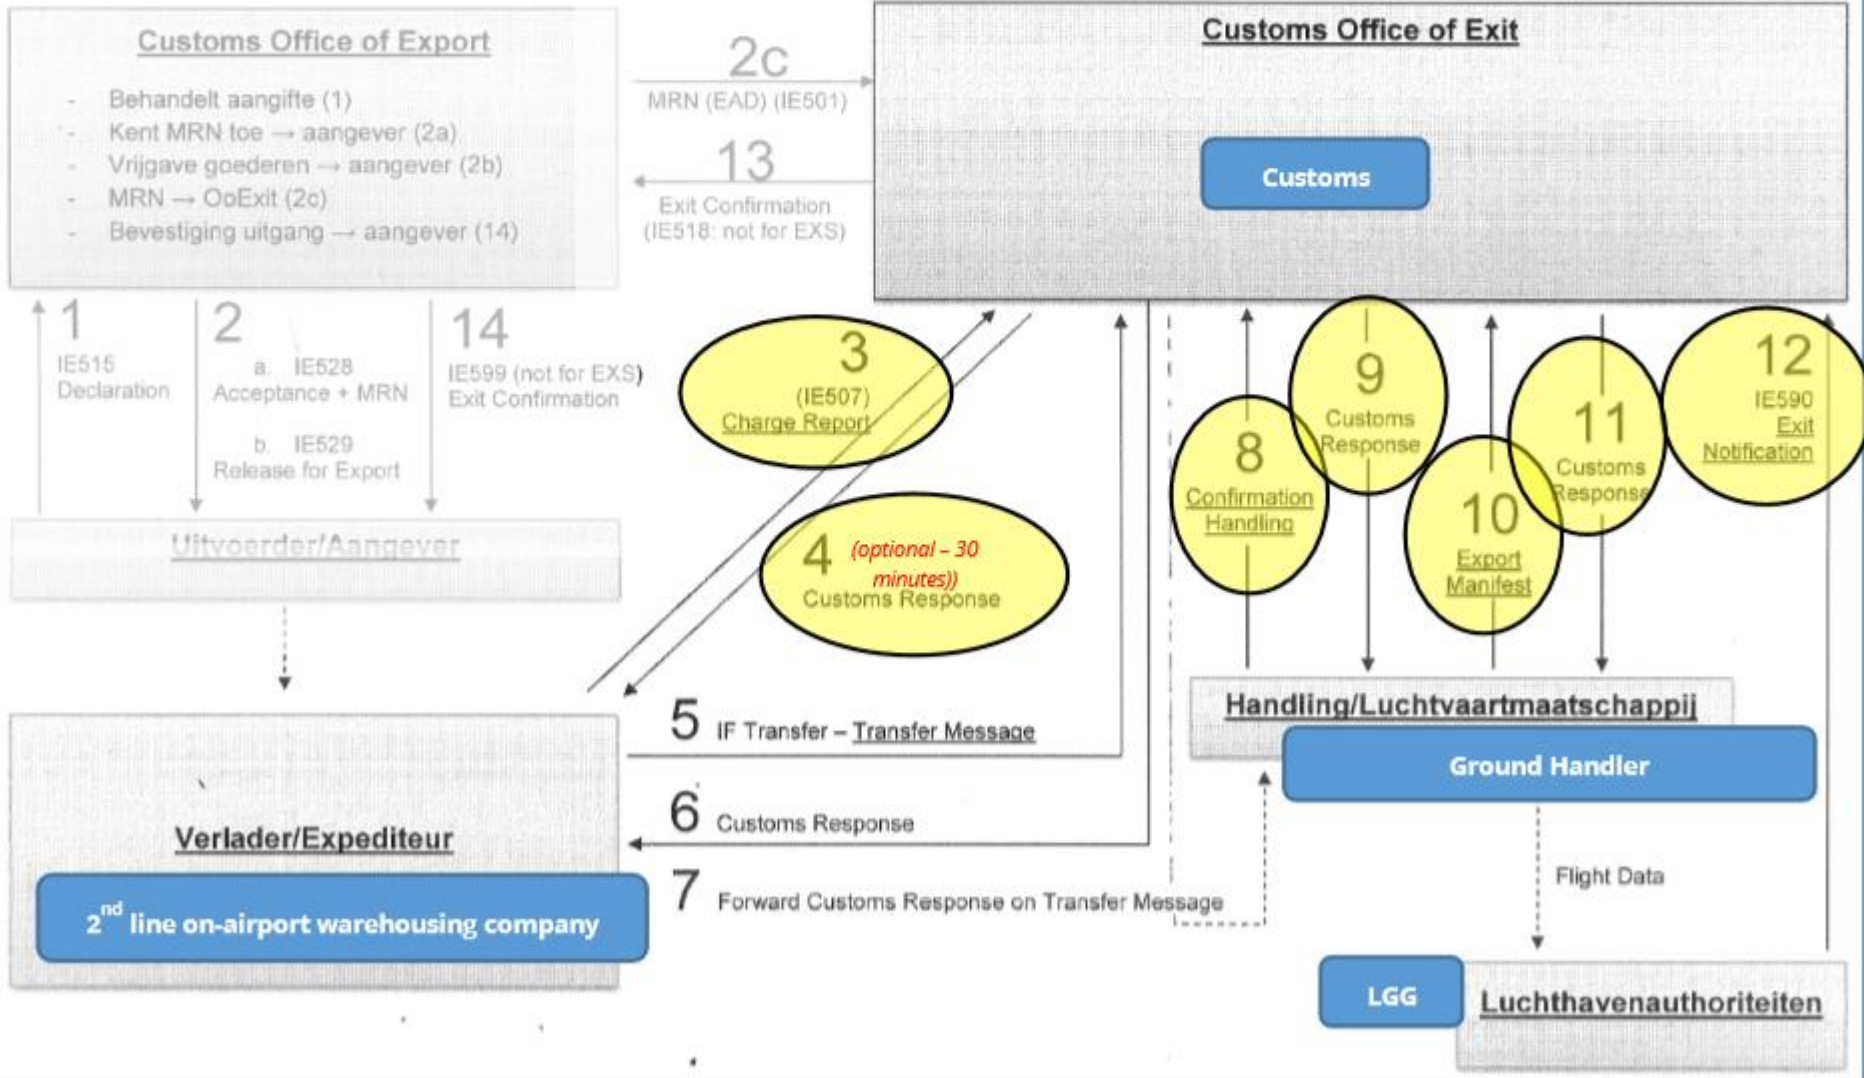 Customs Office of Export
- Behandelt aangifte (1)
- Kent MRN toe → aangever (2a)
- Vrijgave goederen → aangever (2b)
- MRN → OoExit (2c)
- Bevestiging uitgang → aangever (14)
2c
MRN (EAD) (IE501)
13
Exit Confirmation
(IE518: not for EXS)
Customs Office of Exit
Customs
1
IE515
Declaration
2
a. IE528
Acceptance + MRN
b. IE529
Release for Export
14
IE599 (not for EXS)
Exit Confirmation
3
(IE507)
Charge Report
4 (optional – 30
minutes))
Customs Response
8
Confirmation
Handling
9
Customs
Response
10
Export
Manifest
11
Customs
Response
12
IE590
Exit
Notification
Uitvoerder/Aangever
5 IF Transfer – Transfer Message
6 Customs Response
7 Forward Customs Response on Transfer Message
Verlader/Expediteur
2nd line on-airport warehousing company
Handling/Luchtvaartmaatschappij
Ground Handler
Flight Data
LGG
Luchthavenauthoriteiten